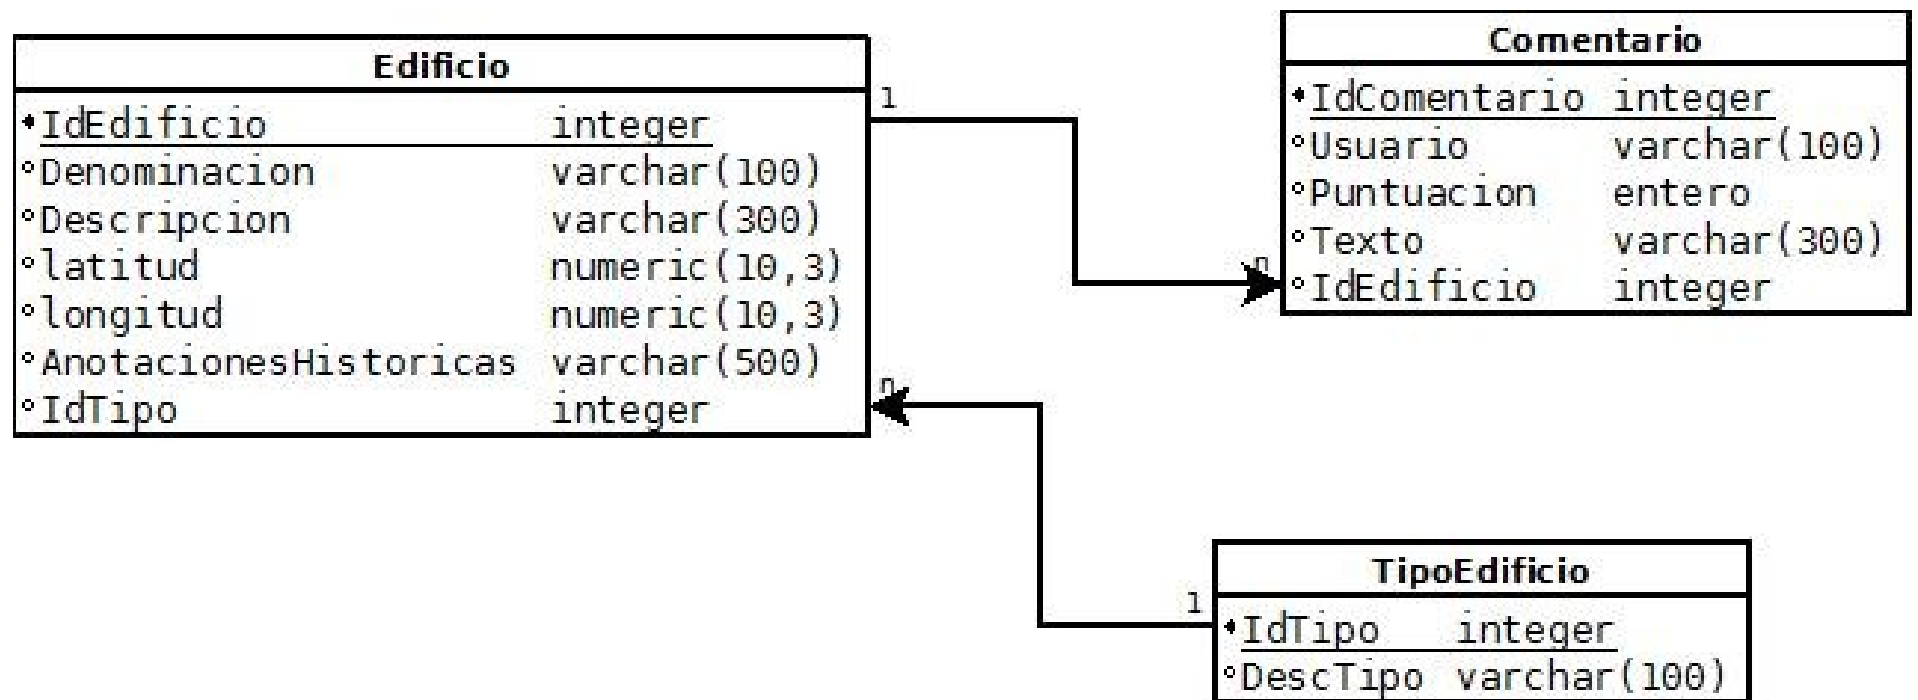 Edificio
IdEdificio integer
Denominacion varchar(100)
Descripcion varchar(300)
latitud numeric(10,3)
longitud numeric(10,3)
AnotacionesHistoricas varchar(500)
IdTipo integer
1
n
Comentario
IdComentario integer
Usuario varchar(100)
Puntuacion entero
Texto varchar(300)
IdEdificio integer
n
1
TipoEdificio
IdTipo integer
DescTipo varchar(100)